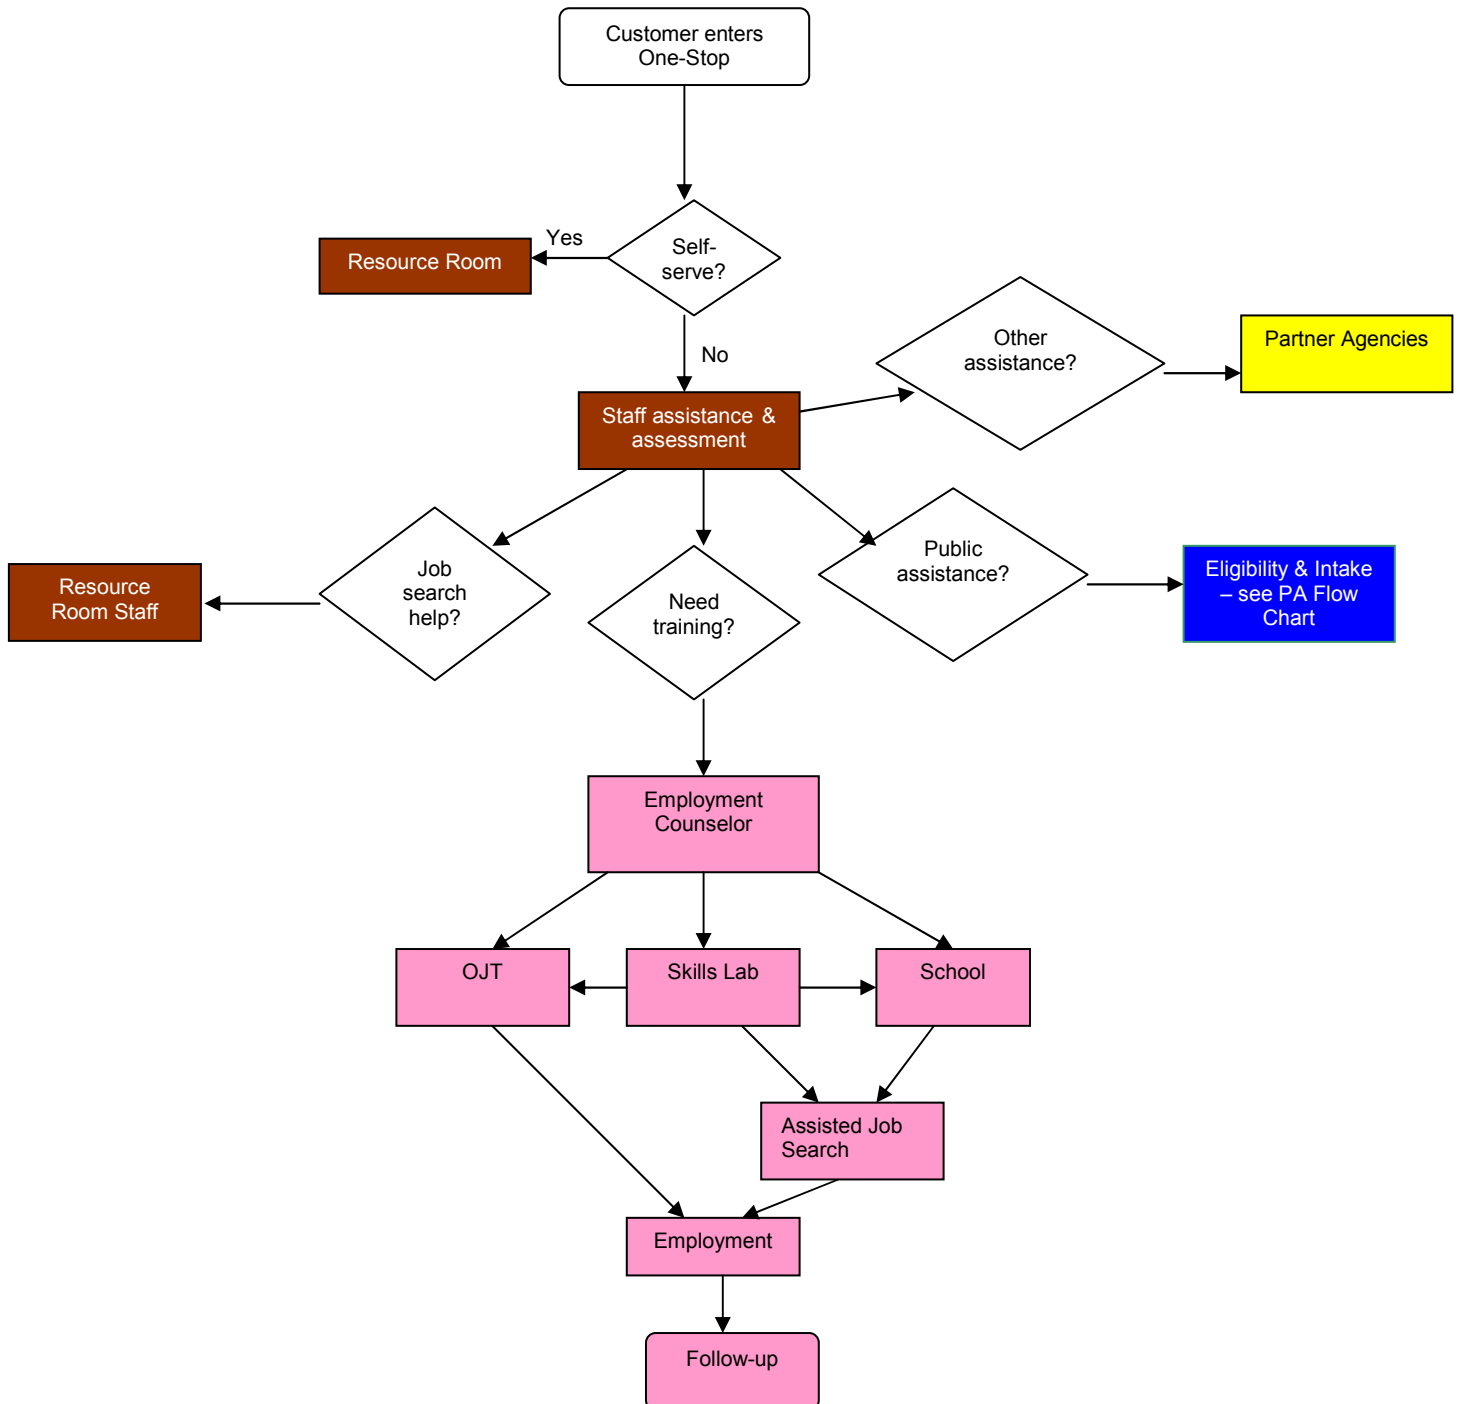 Customer enters
One-Stop
Yes
Self-
serve?
Resource Room
No
Other
assistance?
Partner Agencies
Staff assistance &
assessment
Job
search
help?
Resource
Room Staff
Need
training?
Public
assistance?
Eligibility & Intake
– see PA Flow
Chart
Employment
Counselor
OJT
Skills Lab
School
Assisted Job
Search
Employment
Follow-up